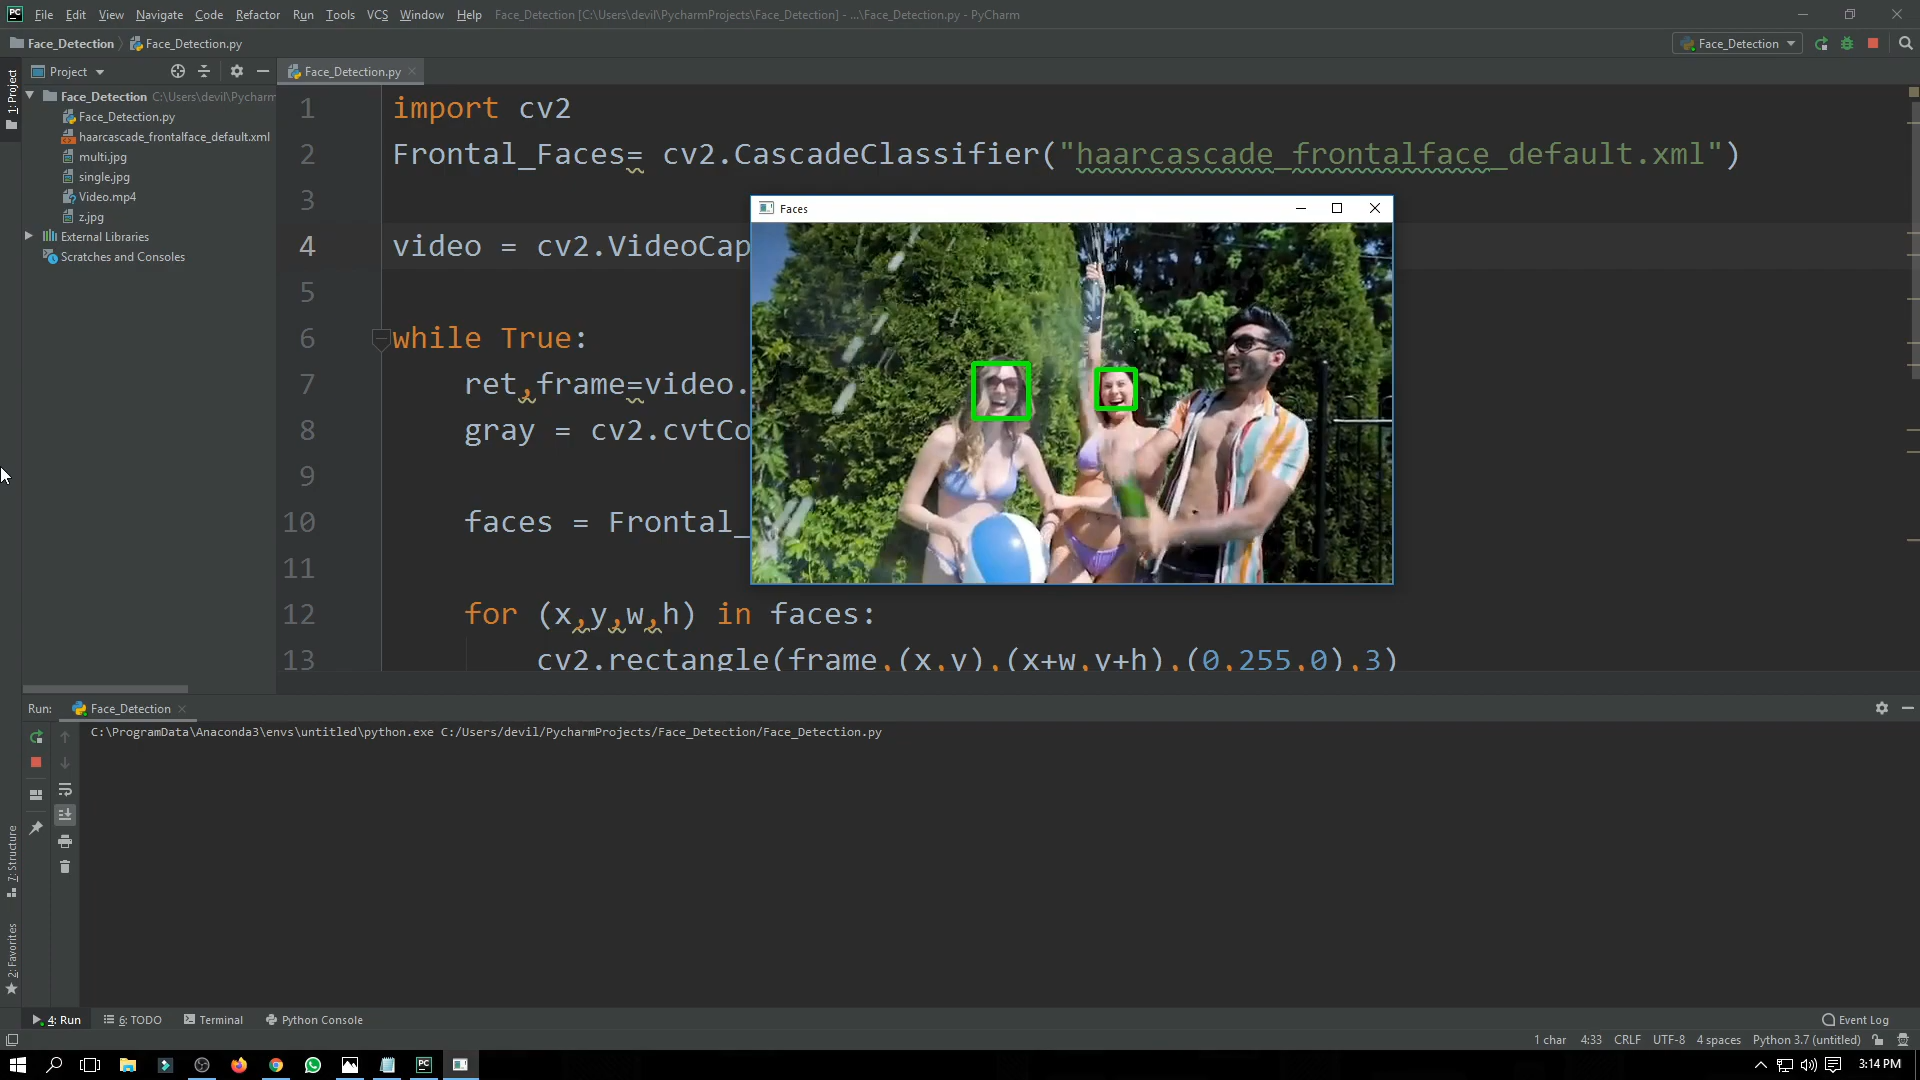 File Edit View Navigate Code Refactor Run Tools VCS Window Help Face_Detection [C:\Users\devil\PycharmProjects\Face_Detection] - ...\Face_Detection.py - PyCharm
Face_Detection Face_Detection.py Face_Detection
Project Face_Detection.py
1: Project
Face_Detection C:\Users\devil\Pycharm
Face_Detection.py
haarcascade_frontalface_default.xml
multi.jpg
single.jpg
Video.mp4
z.jpg
External Libraries
Scratches and Consoles
1 import cv2
2 Frontal_Faces= cv2.CascadeClassifier("haarcascade_frontalface_default.xml")
3
4 video = cv2.VideoCap
5
6 while True:
7 ret,frame=video.
8 gray = cv2.cvtCo
9
10 faces = Frontal_
11
12 for (x,y,w,h) in faces:
13 cv2.rectangle(frame,(x,y),(x+w,y+h),(0,255,0),3)
Faces
Run: Face_Detection
C:\ProgramData\Anaconda3\envs\untitled\python.exe C:/Users/devil/PycharmProjects/Face_Detection/Face_Detection.py
7: Structure
2: Favorites
4: Run 6: TODO Terminal Python Console Event Log
1 char 4:33 CRLF UTF-8 4 spaces Python 3.7 (untitled)
3:14 PM